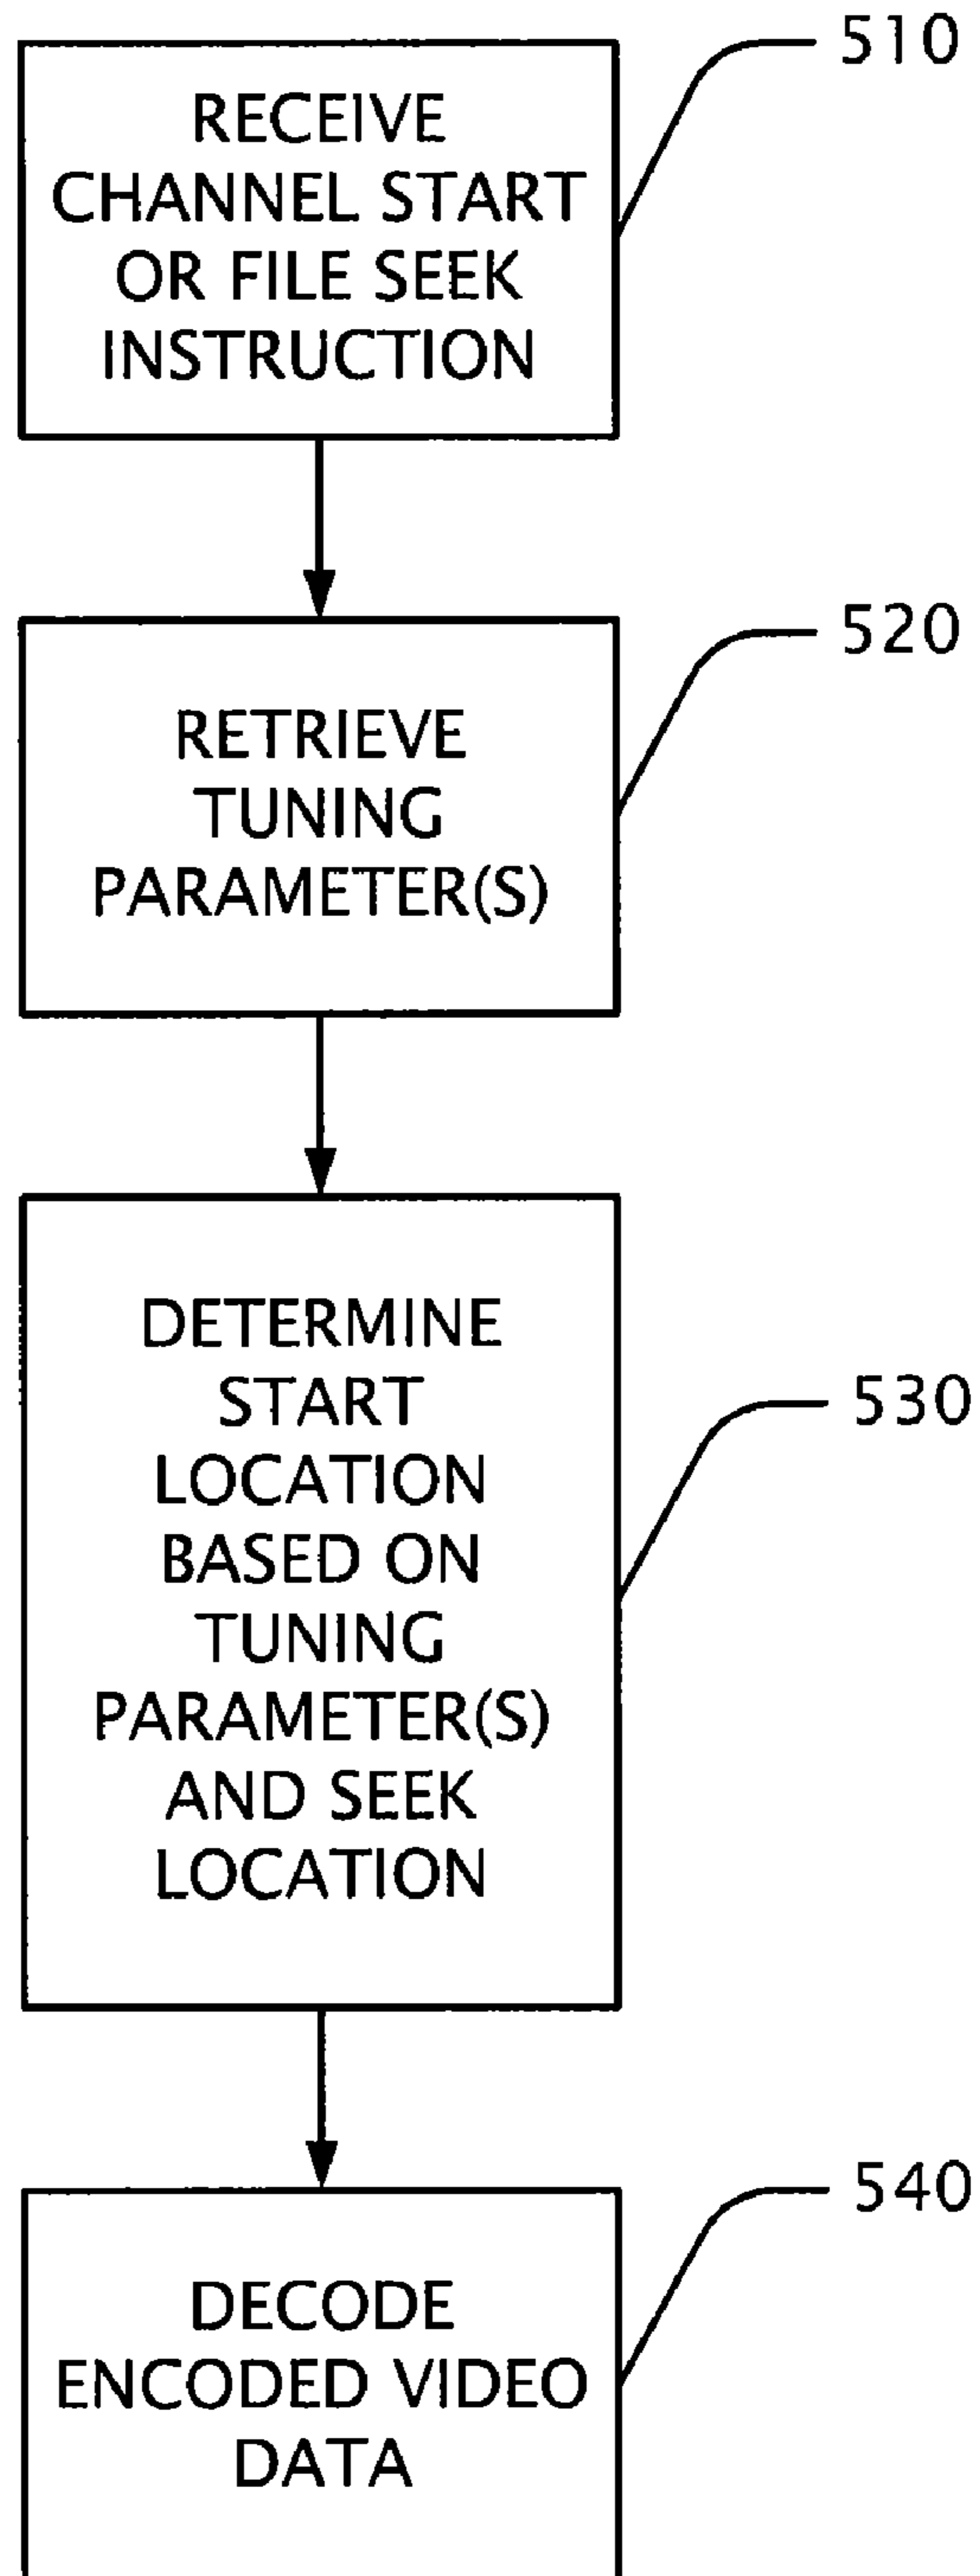 510
RECEIVE
CHANNEL START
OR FILE SEEK
INSTRUCTION
520
RETRIEVE
TUNING
PARAMETER(S)
530
DETERMINE
START
LOCATION
BASED ON
TUNING
PARAMETER(S)
AND SEEK
LOCATION
540
DECODE
ENCODED VIDEO
DATA